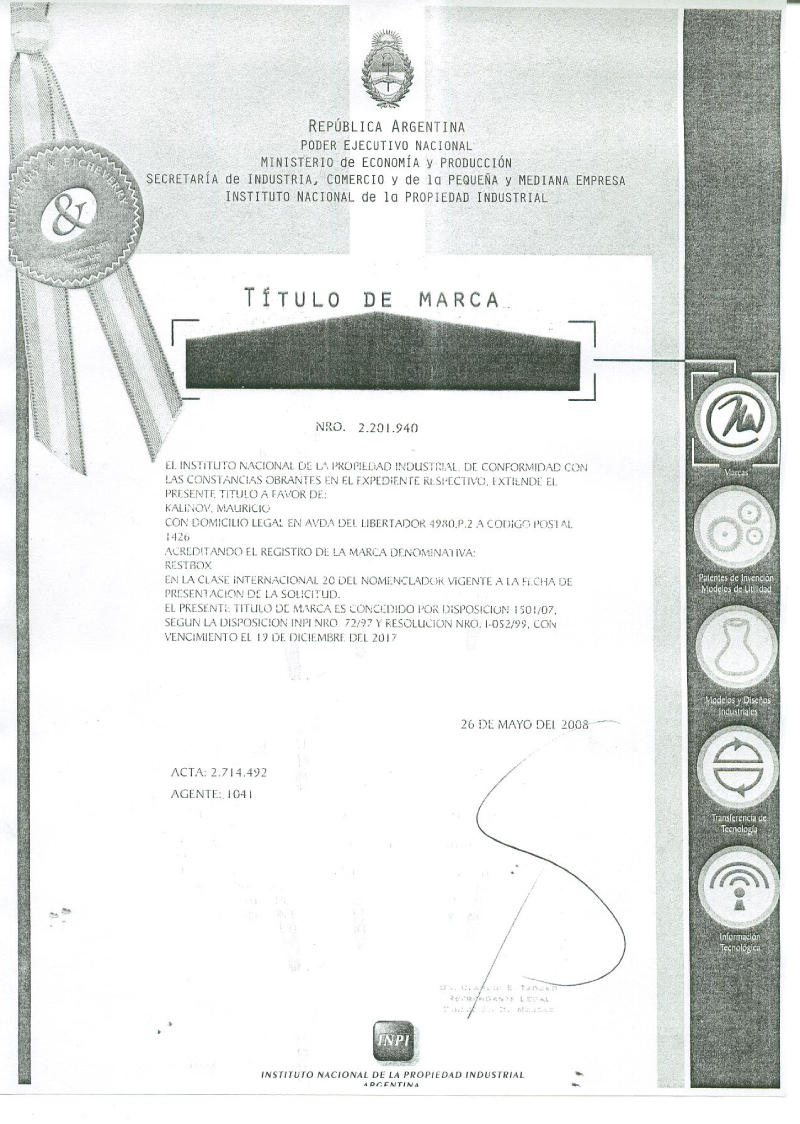 REPÚBLICA ARGENTINA
PODER EJECUTIVO NACIONAL
MINISTERIO de ECONOMÍA y PRODUCCIÓN
SECRETARÍA de INDUSTRIA, COMERCIO y de la PEQUEÑA y MEDIANA EMPRESA
INSTITUTO NACIONAL de la PROPIEDAD INDUSTRIAL
& ETCHEVERRY
&
TÍTULO DE MARCA
NRO. 2.201.940
EL INSTITUTO NACIONAL DE LA PROPIEDAD INDUSTRIAL, DE CONFORMIDAD CON
LAS CONSTANCIAS OBRANTES EN EL EXPEDIENTE RESPECTIVO, EXTIENDE EL
PRESENTE TITULO A FAVOR DE:
KALINOV, MAURICIO
CON DOMICILIO LEGAL EN AVDA DEL LIBERTADOR 4980,P.2 A CODIGO POSTAL
1426
ACREDITANDO EL REGISTRO DE LA MARCA DENOMINATIVA:
RESTBOX
EN LA CLASE INTERNACIONAL 20 DEL NOMENCLADOR VIGENTE A LA FECHA DE
PRESENTACION DE LA SOLICITUD.
EL PRESENTE TITULO DE MARCA ES CONCEDIDO POR DISPOSICION 1501/07,
SEGUN LA DISPOSICION INPI NRO. 72/97 Y RESOLUCION NRO. I-052/99, CON
VENCIMIENTO EL 19 DE DICIEMBRE DEL 2017
26 DE MAYO DEL 2008
ACTA: 2.714.492
AGENTE: 1041
Marcas
Patentes de Invención
Modelos de Utilidad
Modelos y Diseños
Industriales
Transferencia de
Tecnología
Información
Tecnológica
INPI
INSTITUTO NACIONAL DE LA PROPIEDAD INDUSTRIAL
ARGENTINA